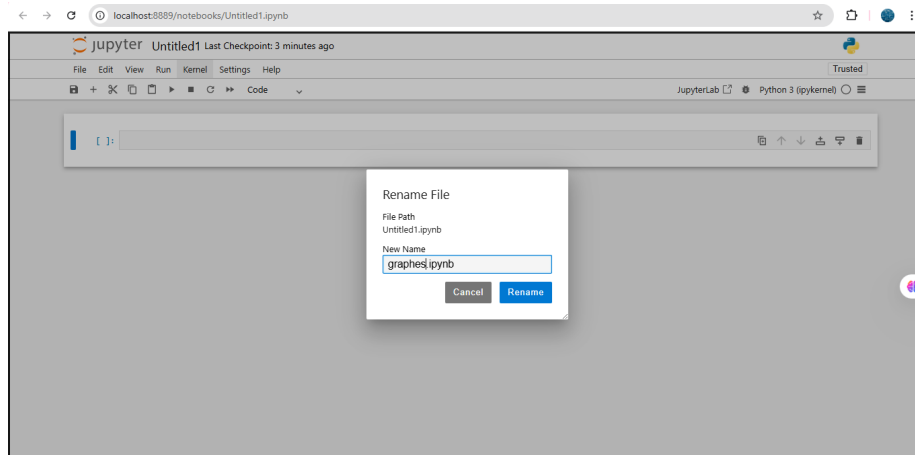 localhost:8889/notebooks/Untitled1.ipynb
jupyter Untitled1 Last Checkpoint: 3 minutes ago
File Edit View Run Kernel Settings Help Trusted
Code JupyterLab Python 3 (ipykernel)
[ ]:
Rename File
File Path
Untitled1.ipynb
New Name
graphes.ipynb
Cancel Rename